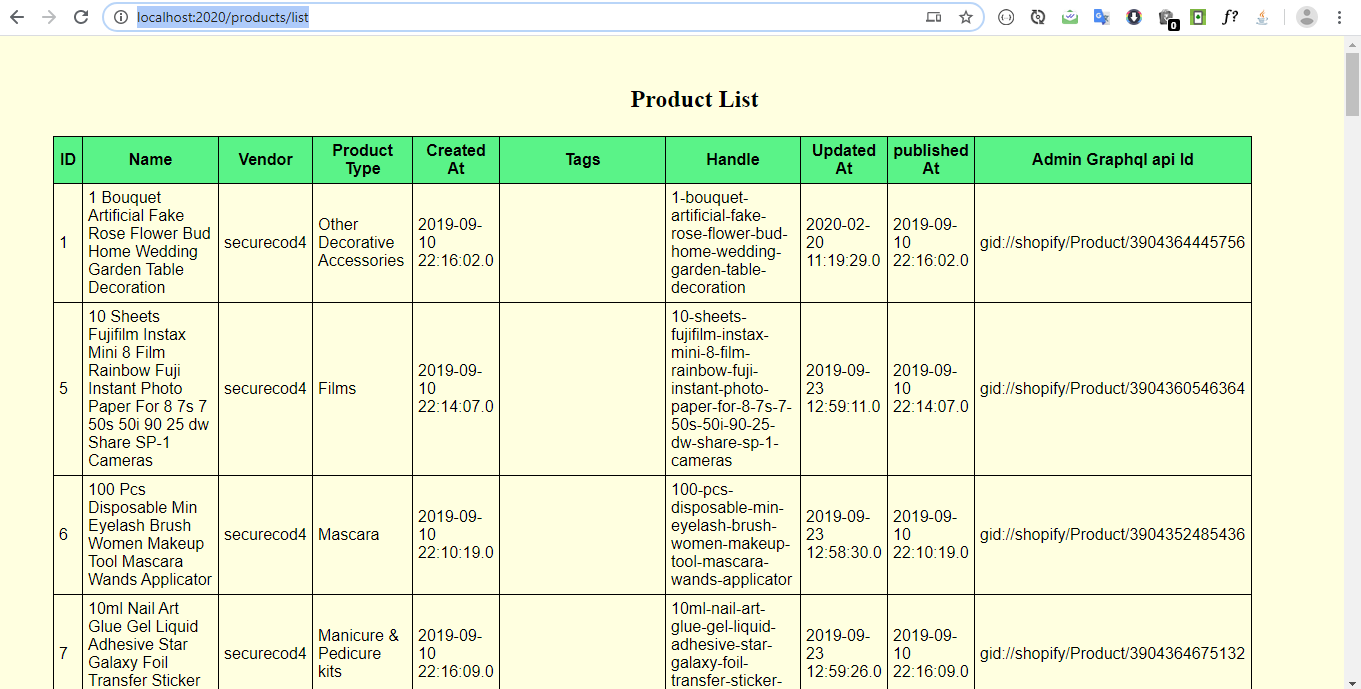 localhost:2020/products/list
0
f?
Product List
ID
Name
Vendor
Product
Type
Created
At
Tags
Handle
Updated
At
published
At
Admin Graphql api Id
1
1 Bouquet
Artificial Fake
Rose Flower Bud
Home Wedding
Garden Table
Decoration
securecod4
Other
Decorative
Accessories
2019-09-
10
22:16:02.0
1-bouquet-
artificial-fake-
rose-flower-bud-
home-wedding-
garden-table-
decoration
2020-02-
20
11:19:29.0
2019-09-
10
22:16:02.0
gid://shopify/Product/3904364445756
5
10 Sheets
Fujifilm Instax
Mini 8 Film
Rainbow Fuji
Instant Photo
Paper For 8 7s 7
50s 50i 90 25 dw
Share SP-1
Cameras
securecod4
Films
2019-09-
10
22:14:07.0
10-sheets-
fujifilm-instax-
mini-8-film-
rainbow-fuji-
instant-photo-
paper-for-8-7s-7-
50s-50i-90-25-
dw-share-sp-1-
cameras
2019-09-
23
12:59:11.0
2019-09-
10
22:14:07.0
gid://shopify/Product/3904360546364
6
100 Pcs
Disposable Min
Eyelash Brush
Women Makeup
Tool Mascara
Wands Applicator
securecod4
Mascara
2019-09-
10
22:10:19.0
100-pcs-
disposable-min-
eyelash-brush-
women-makeup-
tool-mascara-
wands-applicator
2019-09-
23
12:58:30.0
2019-09-
10
22:10:19.0
gid://shopify/Product/3904352485436
7
10ml Nail Art
Glue Gel Liquid
Adhesive Star
Galaxy Foil
Transfer Sticker
securecod4
Manicure &
Pedicure
kits
2019-09-
10
22:16:09.0
10ml-nail-art-
glue-gel-liquid-
adhesive-star-
galaxy-foil-
transfer-sticker-
2019-09-
23
12:59:26.0
2019-09-
10
22:16:09.0
gid://shopify/Product/3904364675132